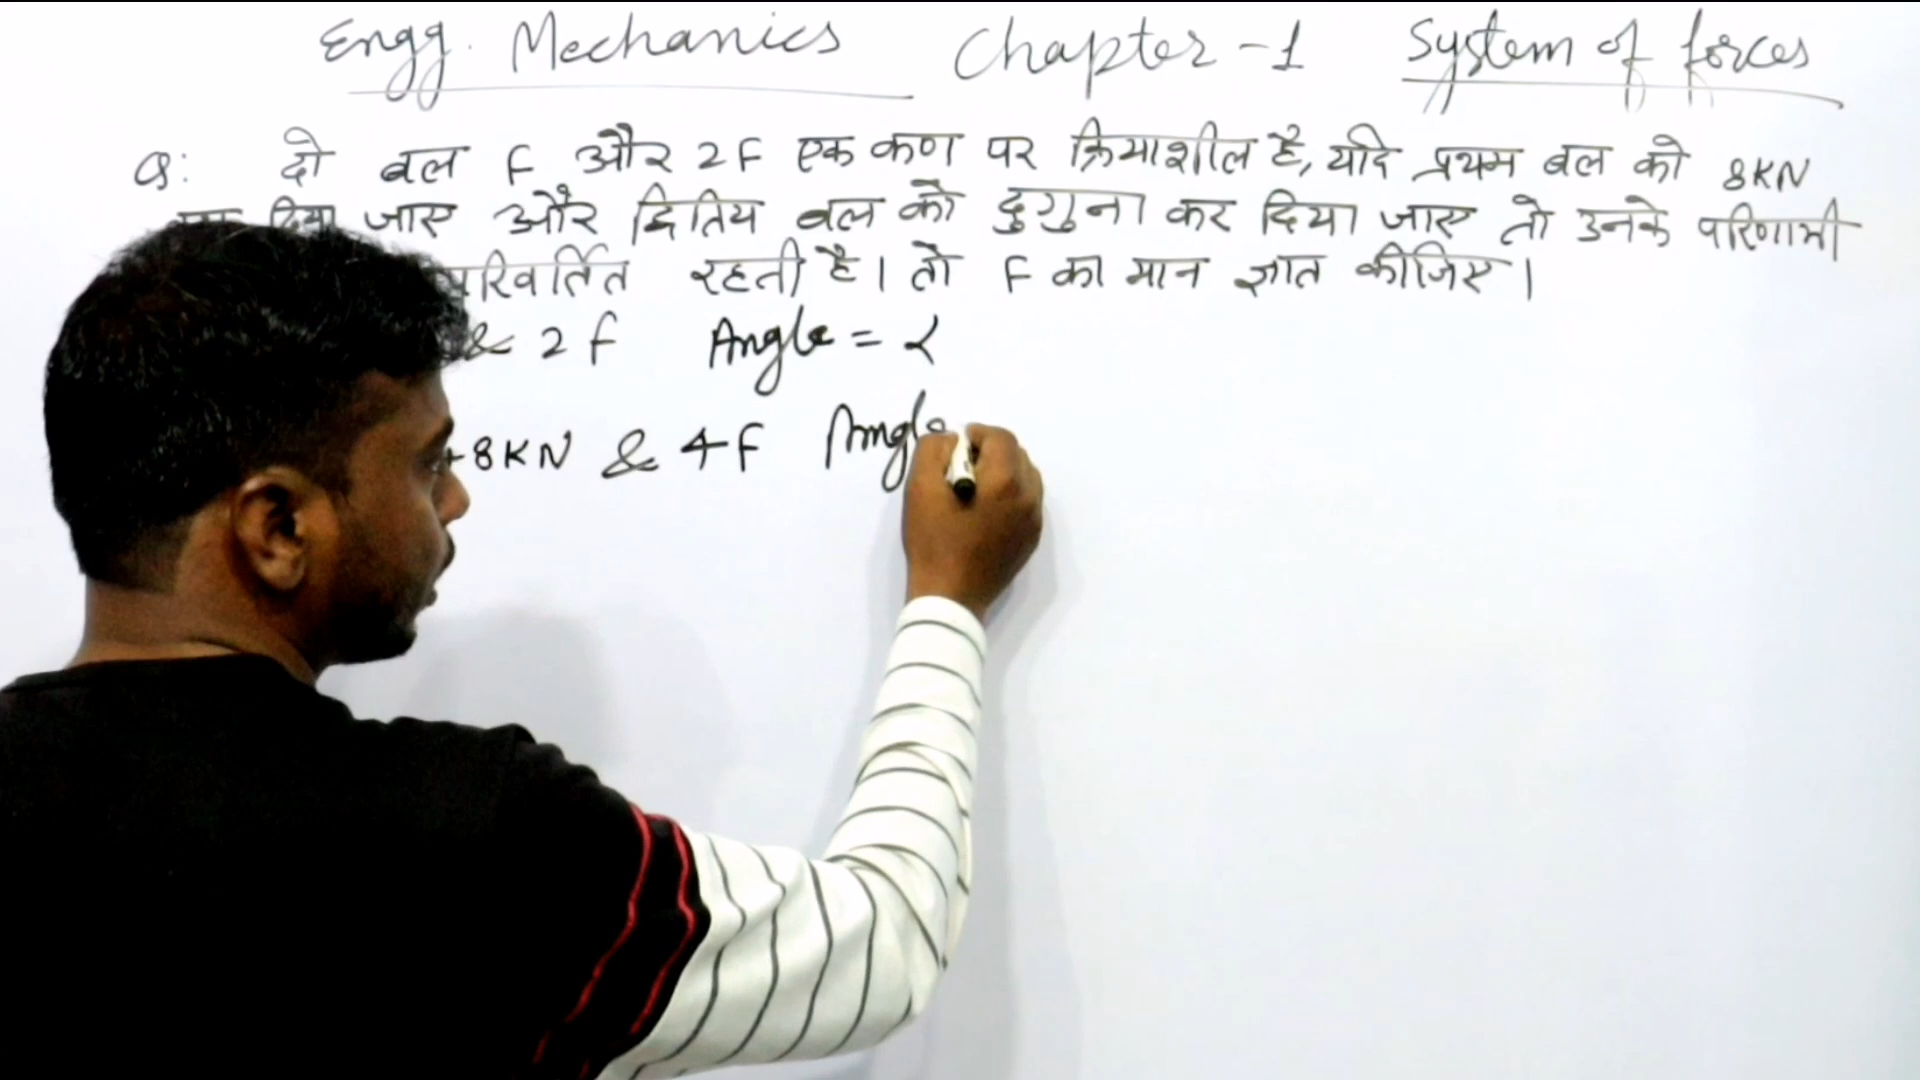 Engg. Mechanics Chapter-1 System of forces
Q: दो बल F और 2F एक कण पर क्रियाशील है, यदि प्रथम बल को 8KN
दिया जाए और द्वितिय बल को दुगुना कर दिया जाए तो उनके परिणामी
परिवर्तित रहती है। तो F का मान ज्ञात कीजिए।
& 2F Angle = α
+8KN & 4F Angle